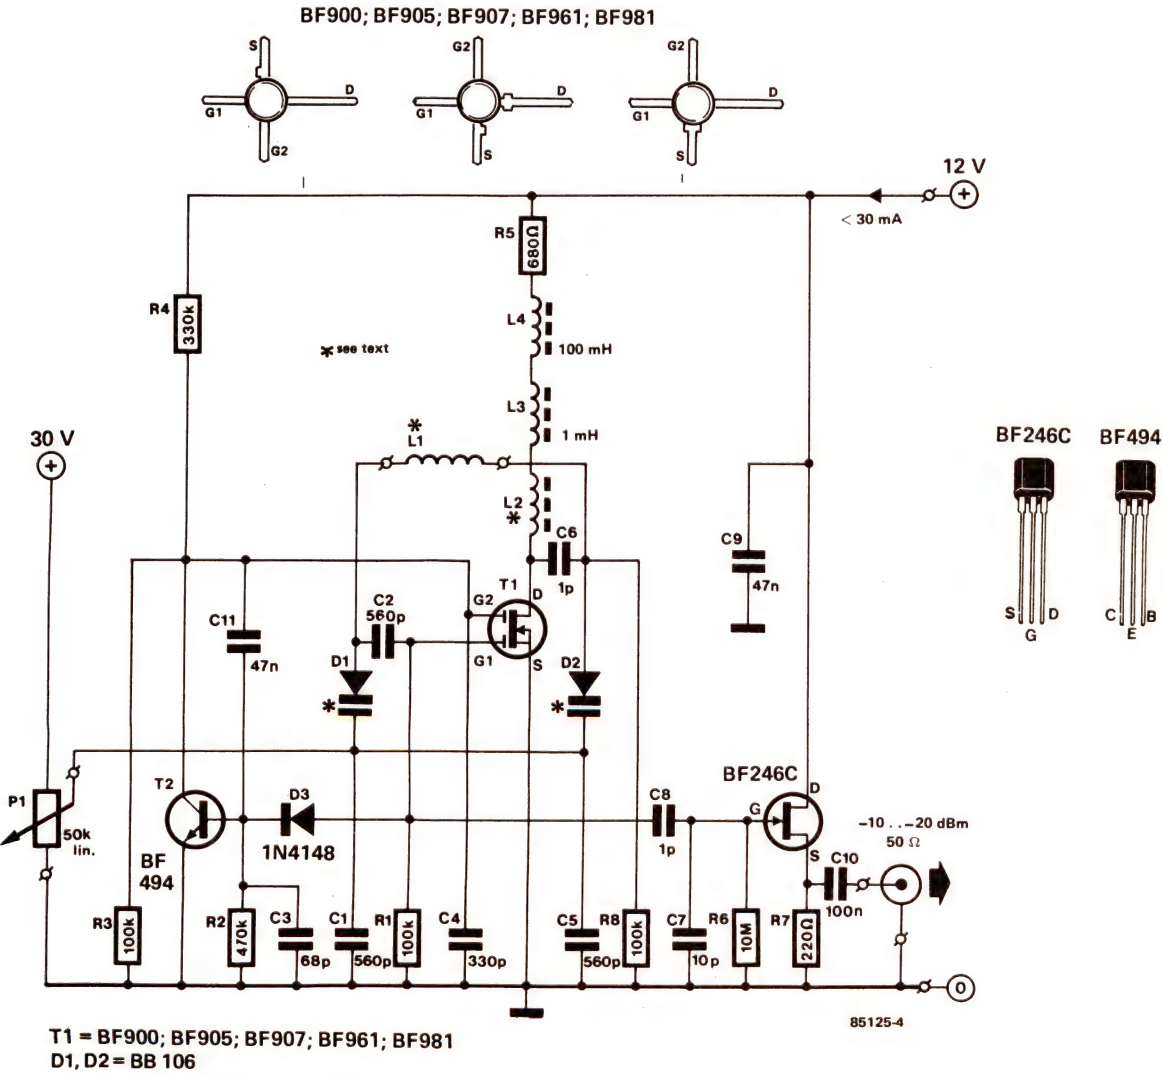 BF900; BF905; BF907; BF961; BF981
S
G1
D
G2
G2
G1
D
S
G2
G1
D
S
12 V
+
< 30 mA
R5
680Ω
R4
330k
L4
100 mH
* see text
L3
1 mH
30 V
+
*
L1
L2
*
BF246C
BF494
S
G
D
C
E
B
C6
1p
C9
47n
T1
D
G2
G1
S
C2
560p
C11
47n
D1
*
D2
*
P1
50k
lin.
T2
BF
494
D3
1N4148
C8
1p
BF246C
D
G
S
-10 . . -20 dBm
50 Ω
C10
100n
R3
100k
R2
470k
C3
68p
C1
560p
R1
100k
C4
330p
C5
560p
R8
100k
C7
10p
R6
10M
R7
220Ω
0
85125-4
T1 = BF900; BF905; BF907; BF961; BF981
D1, D2 = BB 106